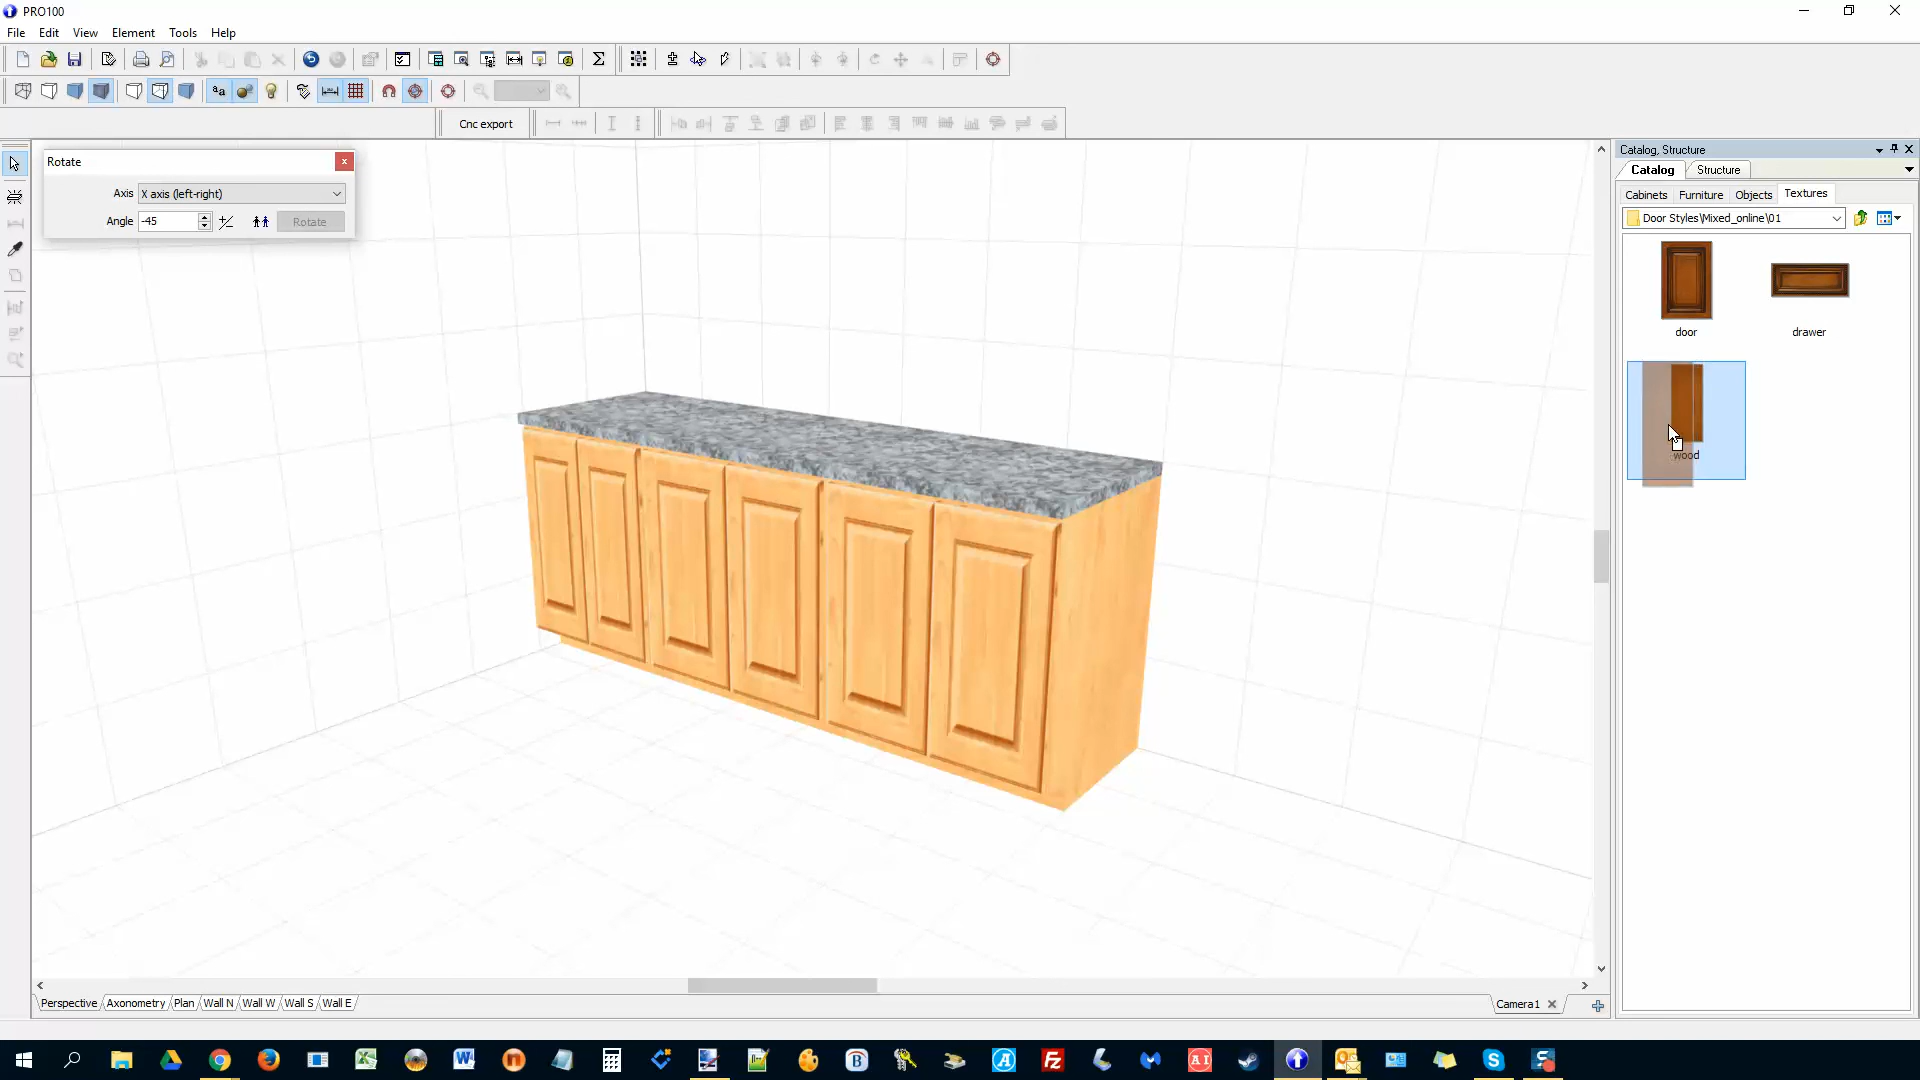 PRO100
File Edit View Element Tools Help
Cnc export
Rotate
Axis X axis (left-right)
Angle -45 Rotate
Catalog, Structure
Catalog Structure
Cabinets Furniture Objects Textures
Door Styles\Mixed_online\01
door drawer
wood
Perspective Axonometry Plan Wall N Wall W Wall S Wall E
Camera1